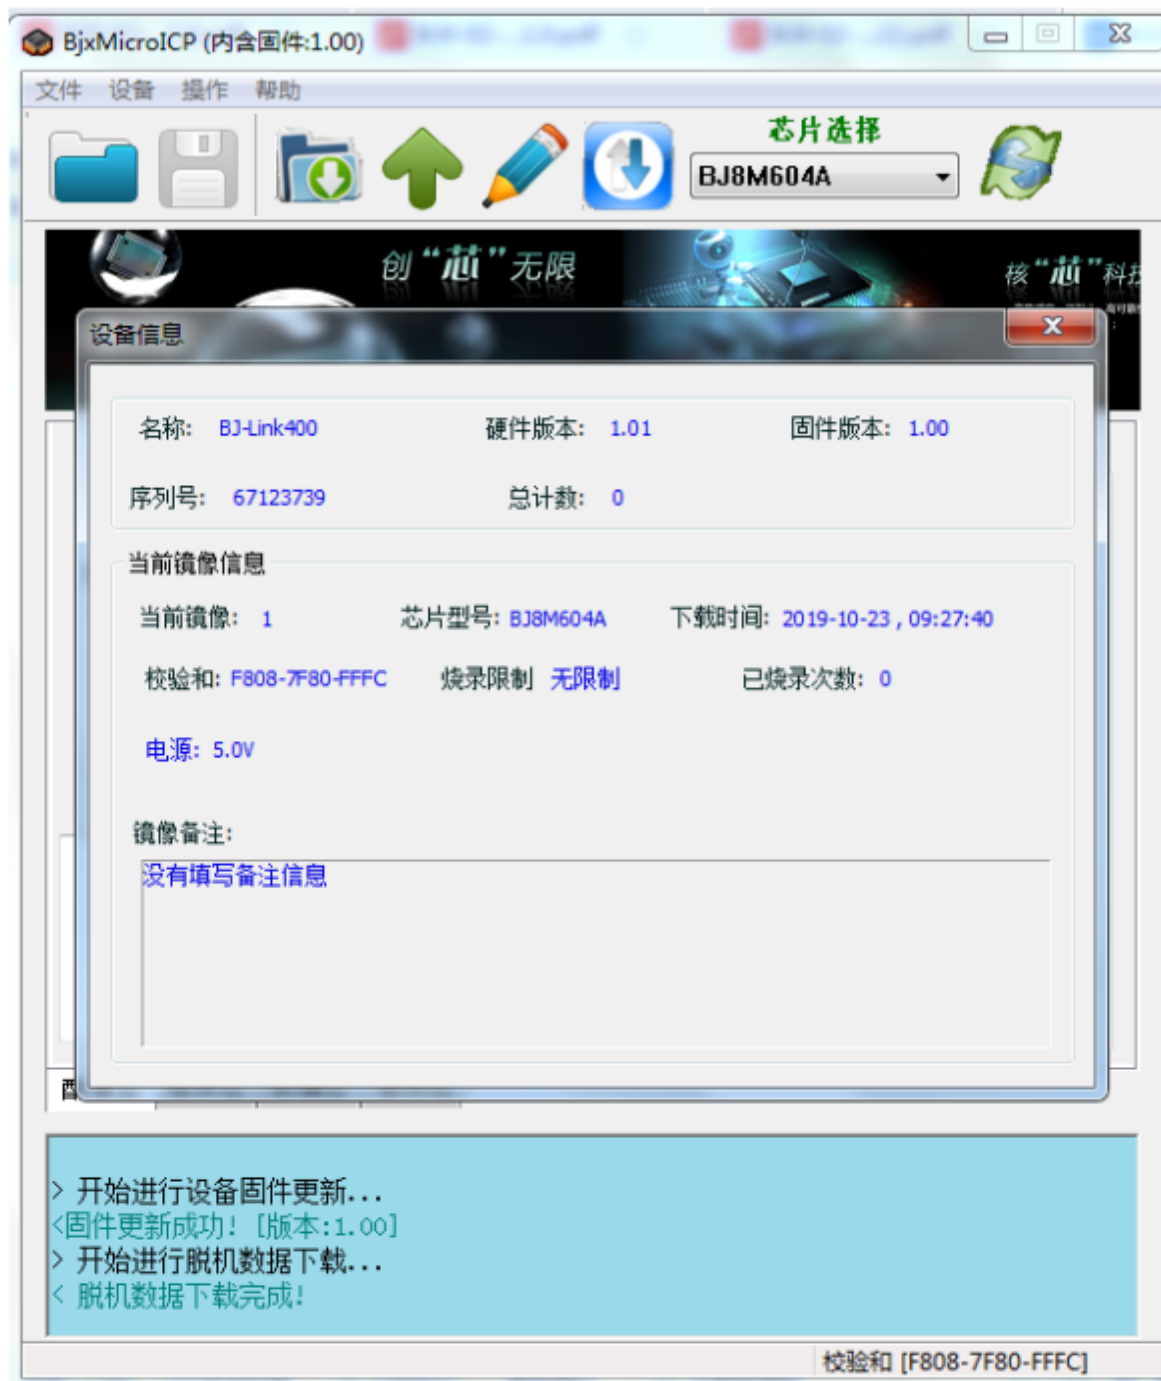 BjxMicroICP (内含固件:1.00)
文件 设备 操作 帮助
芯片选择
BJ8M604A
创“芯”无限
核“芯”科技
设备信息
名称: BJ-Link400 硬件版本: 1.01 固件版本: 1.00
序列号: 67123739 总计数: 0
当前镜像信息
当前镜像: 1 芯片型号: BJ8M604A 下载时间: 2019-10-23 , 09:27:40
校验和: F808-7F80-FFFC 烧录限制 无限制 已烧录次数: 0
电源: 5.0V
镜像备注:
没有填写备注信息
> 开始进行设备固件更新...
<固件更新成功! [版本:1.00]
> 开始进行脱机数据下载...
< 脱机数据下载完成!
校验和 [F808-7F80-FFFC]